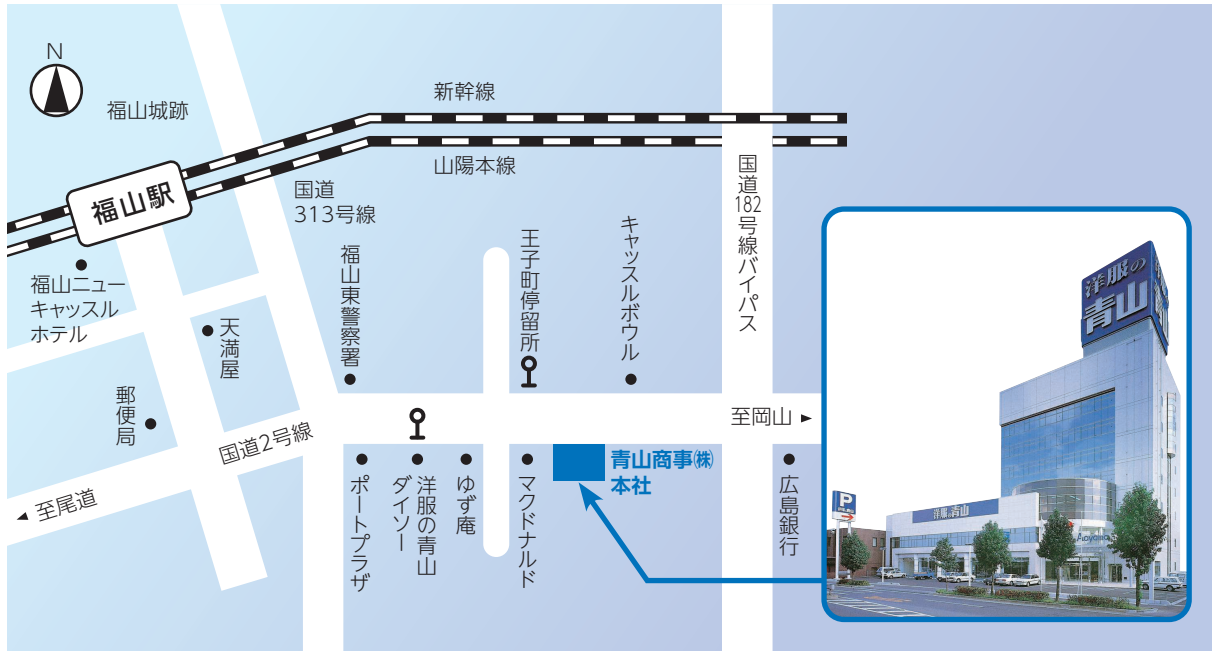 N
福山城跡
新幹線
山陽本線
福山駅
国道
313号線
国道182号線バイパス
福山ニュー
キャッスル
ホテル
天満屋
郵便局
福山東警察署
王子町停留所
キャッスルボウル
国道2号線
至尾道
至岡山
ポートプラザ
洋服の青山
ダイソー
ゆず庵
マクドナルド
青山商事㈱
本社
広島銀行
洋服の
青山
P
洋服の青山
Aoyama